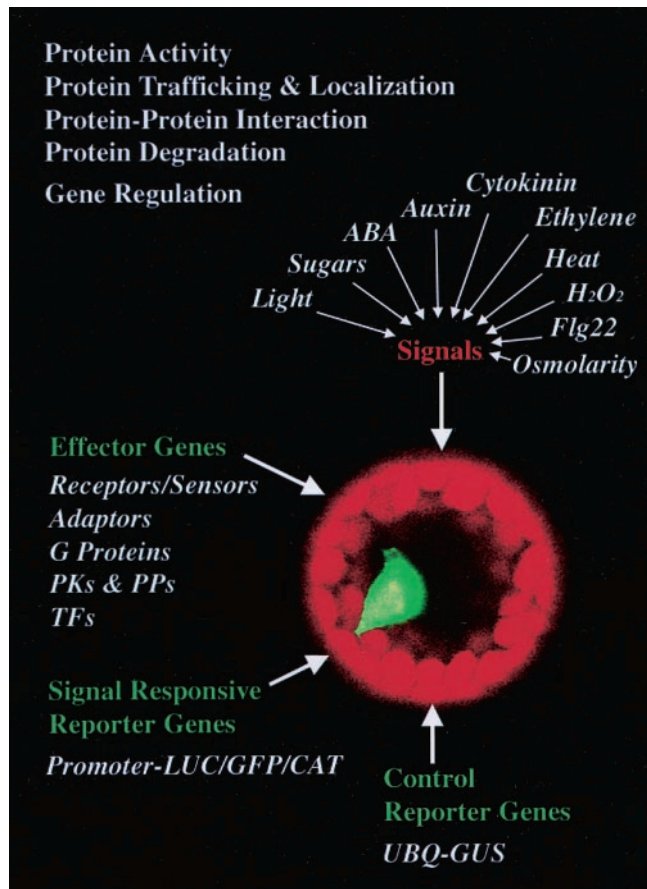 Protein Activity
Protein Trafficking & Localization
Protein-Protein Interaction
Protein Degradation
Gene Regulation
Cytokinin
Auxin
Ethylene
ABA
Heat
Sugars
H₂O₂
Light
Flg22
Signals
Osmolarity
Effector Genes
Receptors/Sensors
Adaptors
G Proteins
PKs & PPs
TFs
Signal Responsive
Reporter Genes
Promoter-LUC/GFP/CAT
Control
Reporter Genes
UBQ-GUS